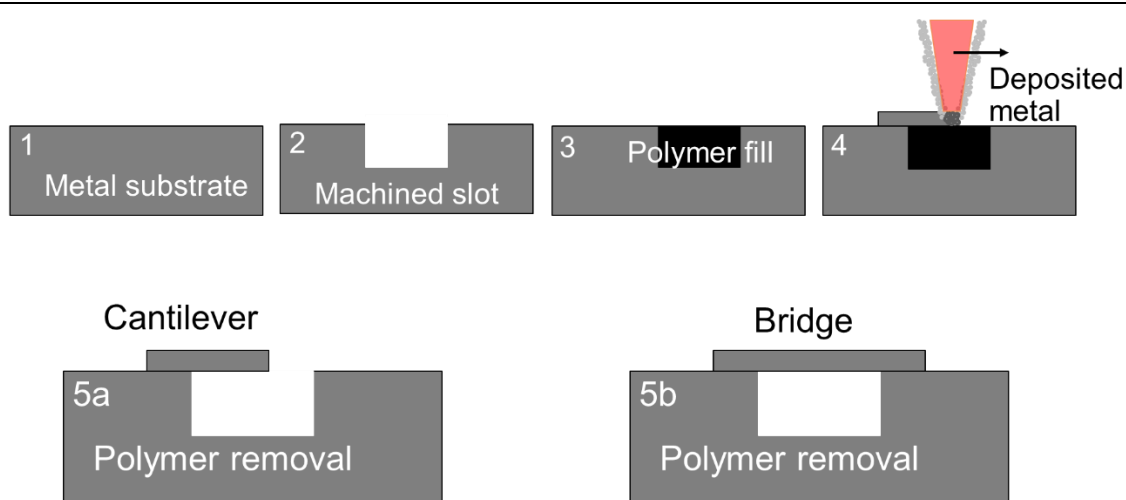 1
Metal substrate
2
Machined slot
3
Polymer fill
4
Deposited
metal
Cantilever
5a
Polymer removal
Bridge
5b
Polymer removal